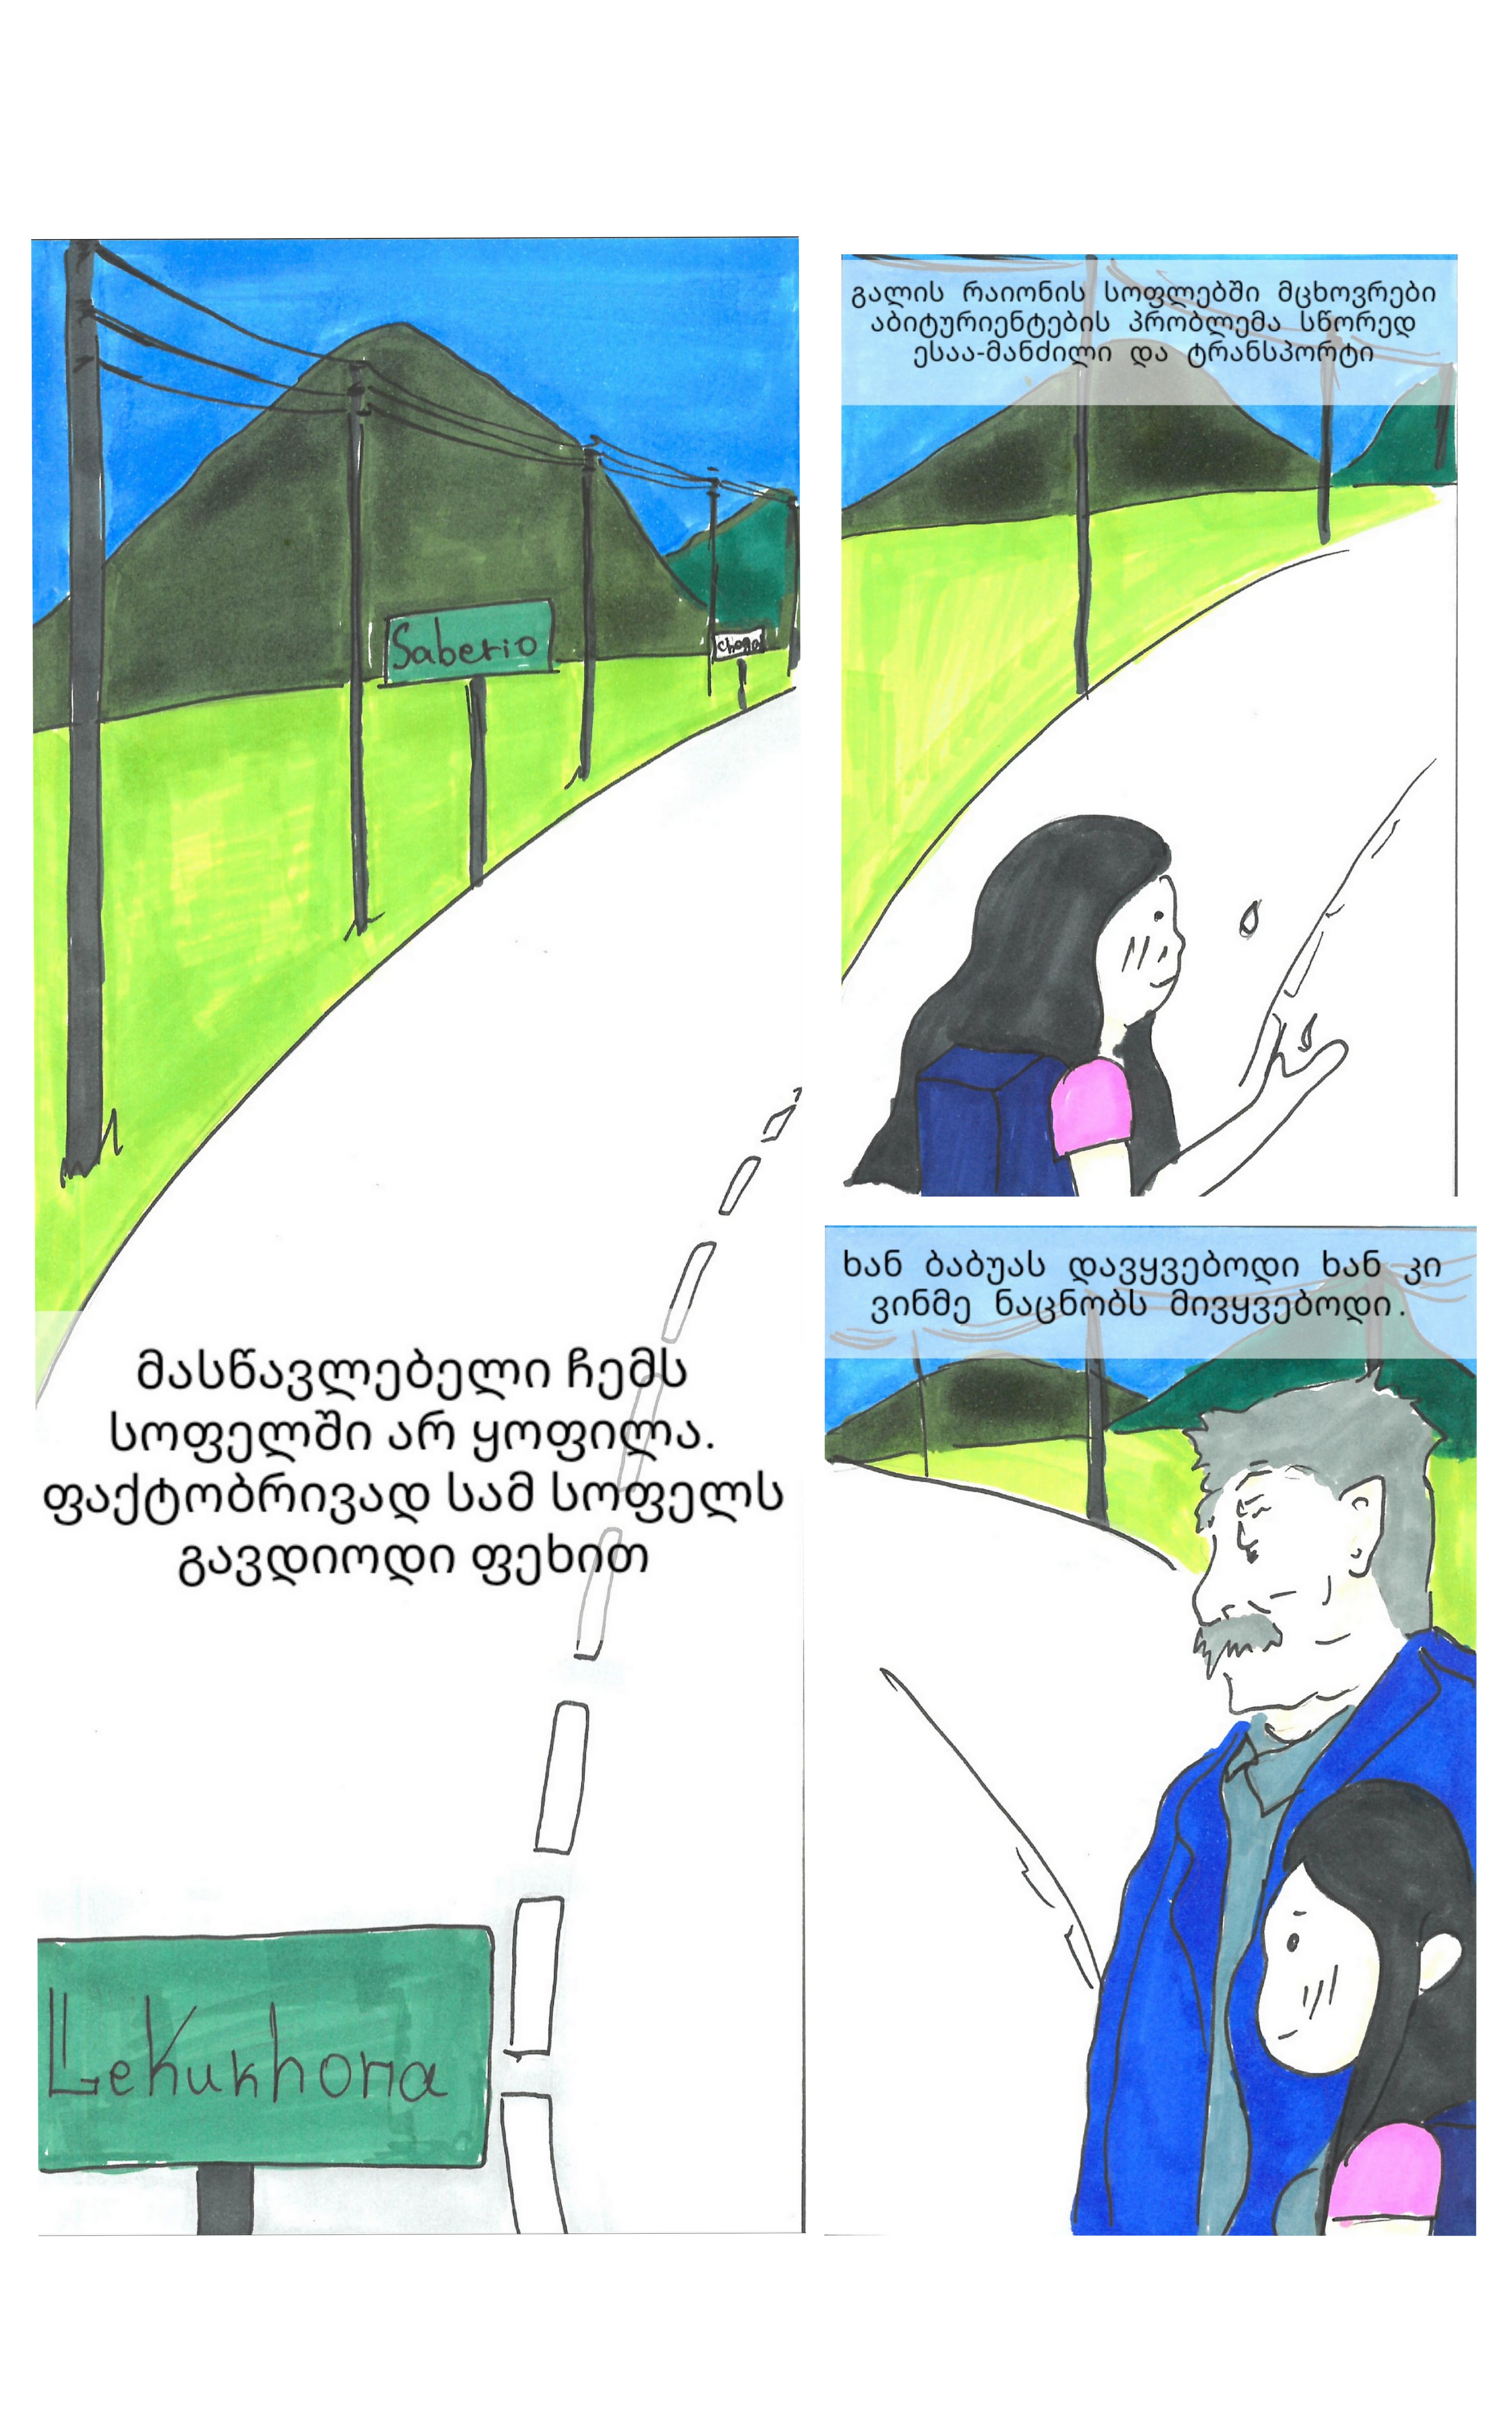 Saberio
მასწავლებელი ჩემს
სოფელში არ ყოფილა.
ფაქტობრივად სამ სოფელს
გავდიოდი ფეხით
Lekukhona
გალის რაიონის სოფლებში მცხოვრები
აბიტურიენტების პრობლემა სწორედ
ესაა-მანძილი და ტრანსპორტი
ხან ბაბუას დავყვებოდი ხან კი
ვინმე ნაცნობს მივყვებოდი.